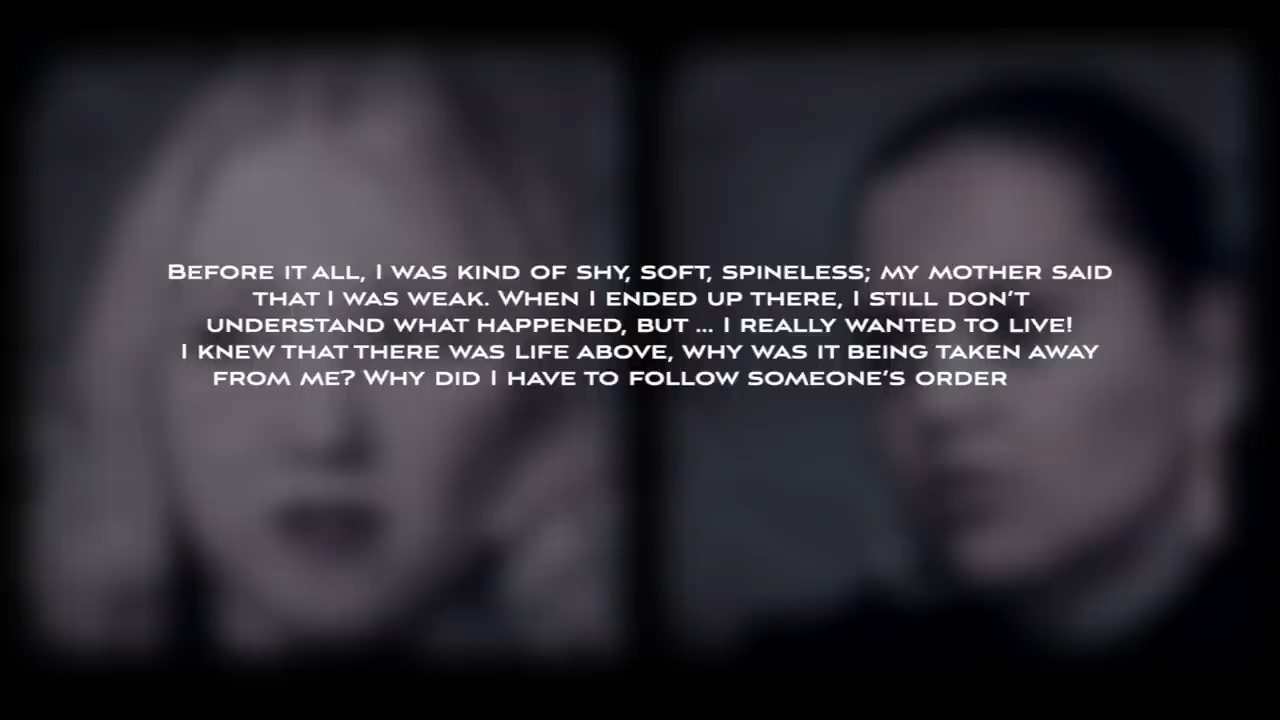 Before it all, I was kind of shy, soft, spineless; my mother said
that I was weak. When I ended up there, I still don't
understand what happened, but ... I really wanted to live!
I knew that there was life above, why was it being taken away
from me? Why did I have to follow someone's order